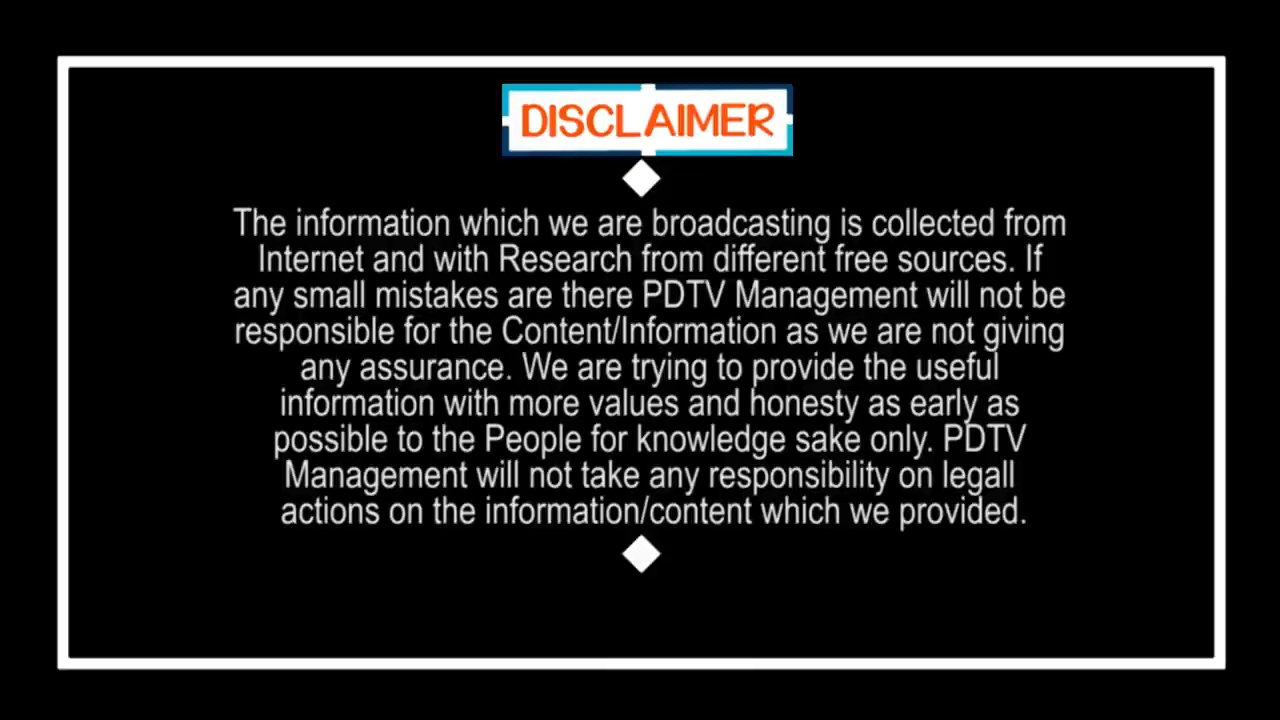 DISCLAIMER
The information which we are broadcasting is collected from
Internet and with Research from different free sources. If
any small mistakes are there PDTV Management will not be
responsible for the Content/Information as we are not giving
any assurance. We are trying to provide the useful
information with more values and honesty as early as
possible to the People for knowledge sake only. PDTV
Management will not take any responsibility on legall
actions on the information/content which we provided.